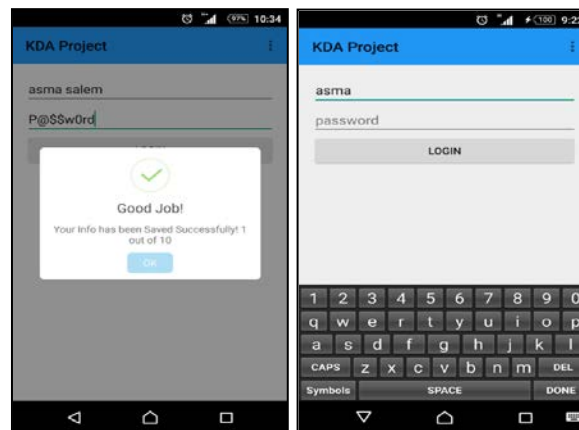 97% 10:34
KDA Project
asma salem
P@$$w0rd
Good Job!
Your Info has been Saved Successfully! 1
out of 10
OK
100
KDA Project
asma
password
LOGIN
1 2 3 4 5 6 7 8 9 0
q w e r t y u i o p
a s d f g h j k l
CAPS z x c v b n m DEL
Symbols SPACE DONE